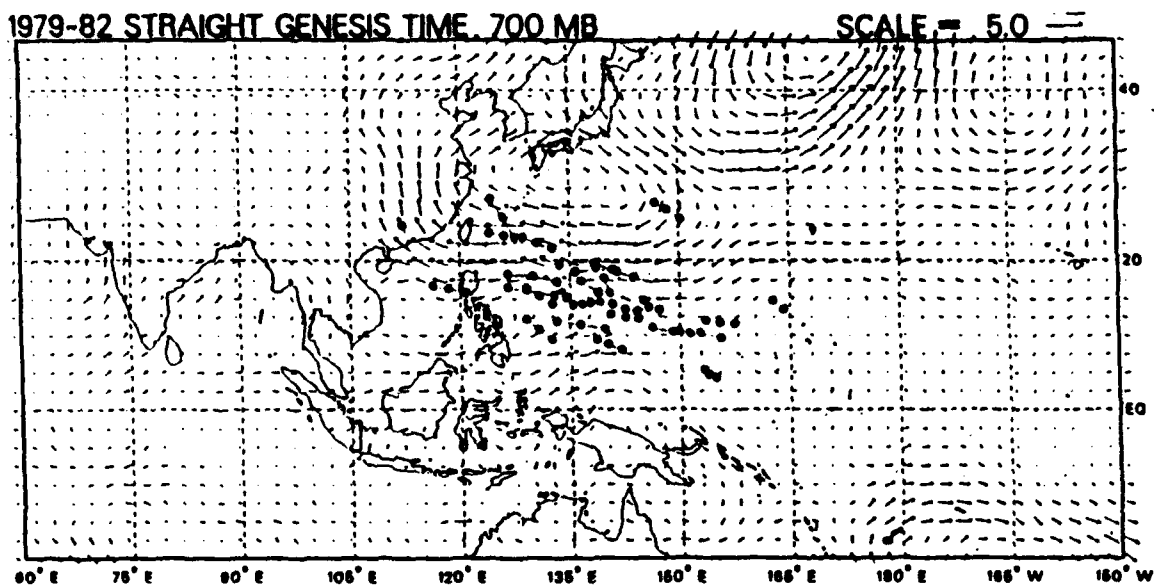 1979-82 STRAIGHT GENESIS TIME. 700 MB SCALE = 5.0
40
20
EQ
60° E 75° E 90° E 105° E 120° E 135° E 150° E 165° E 180° E 165° W 150° W